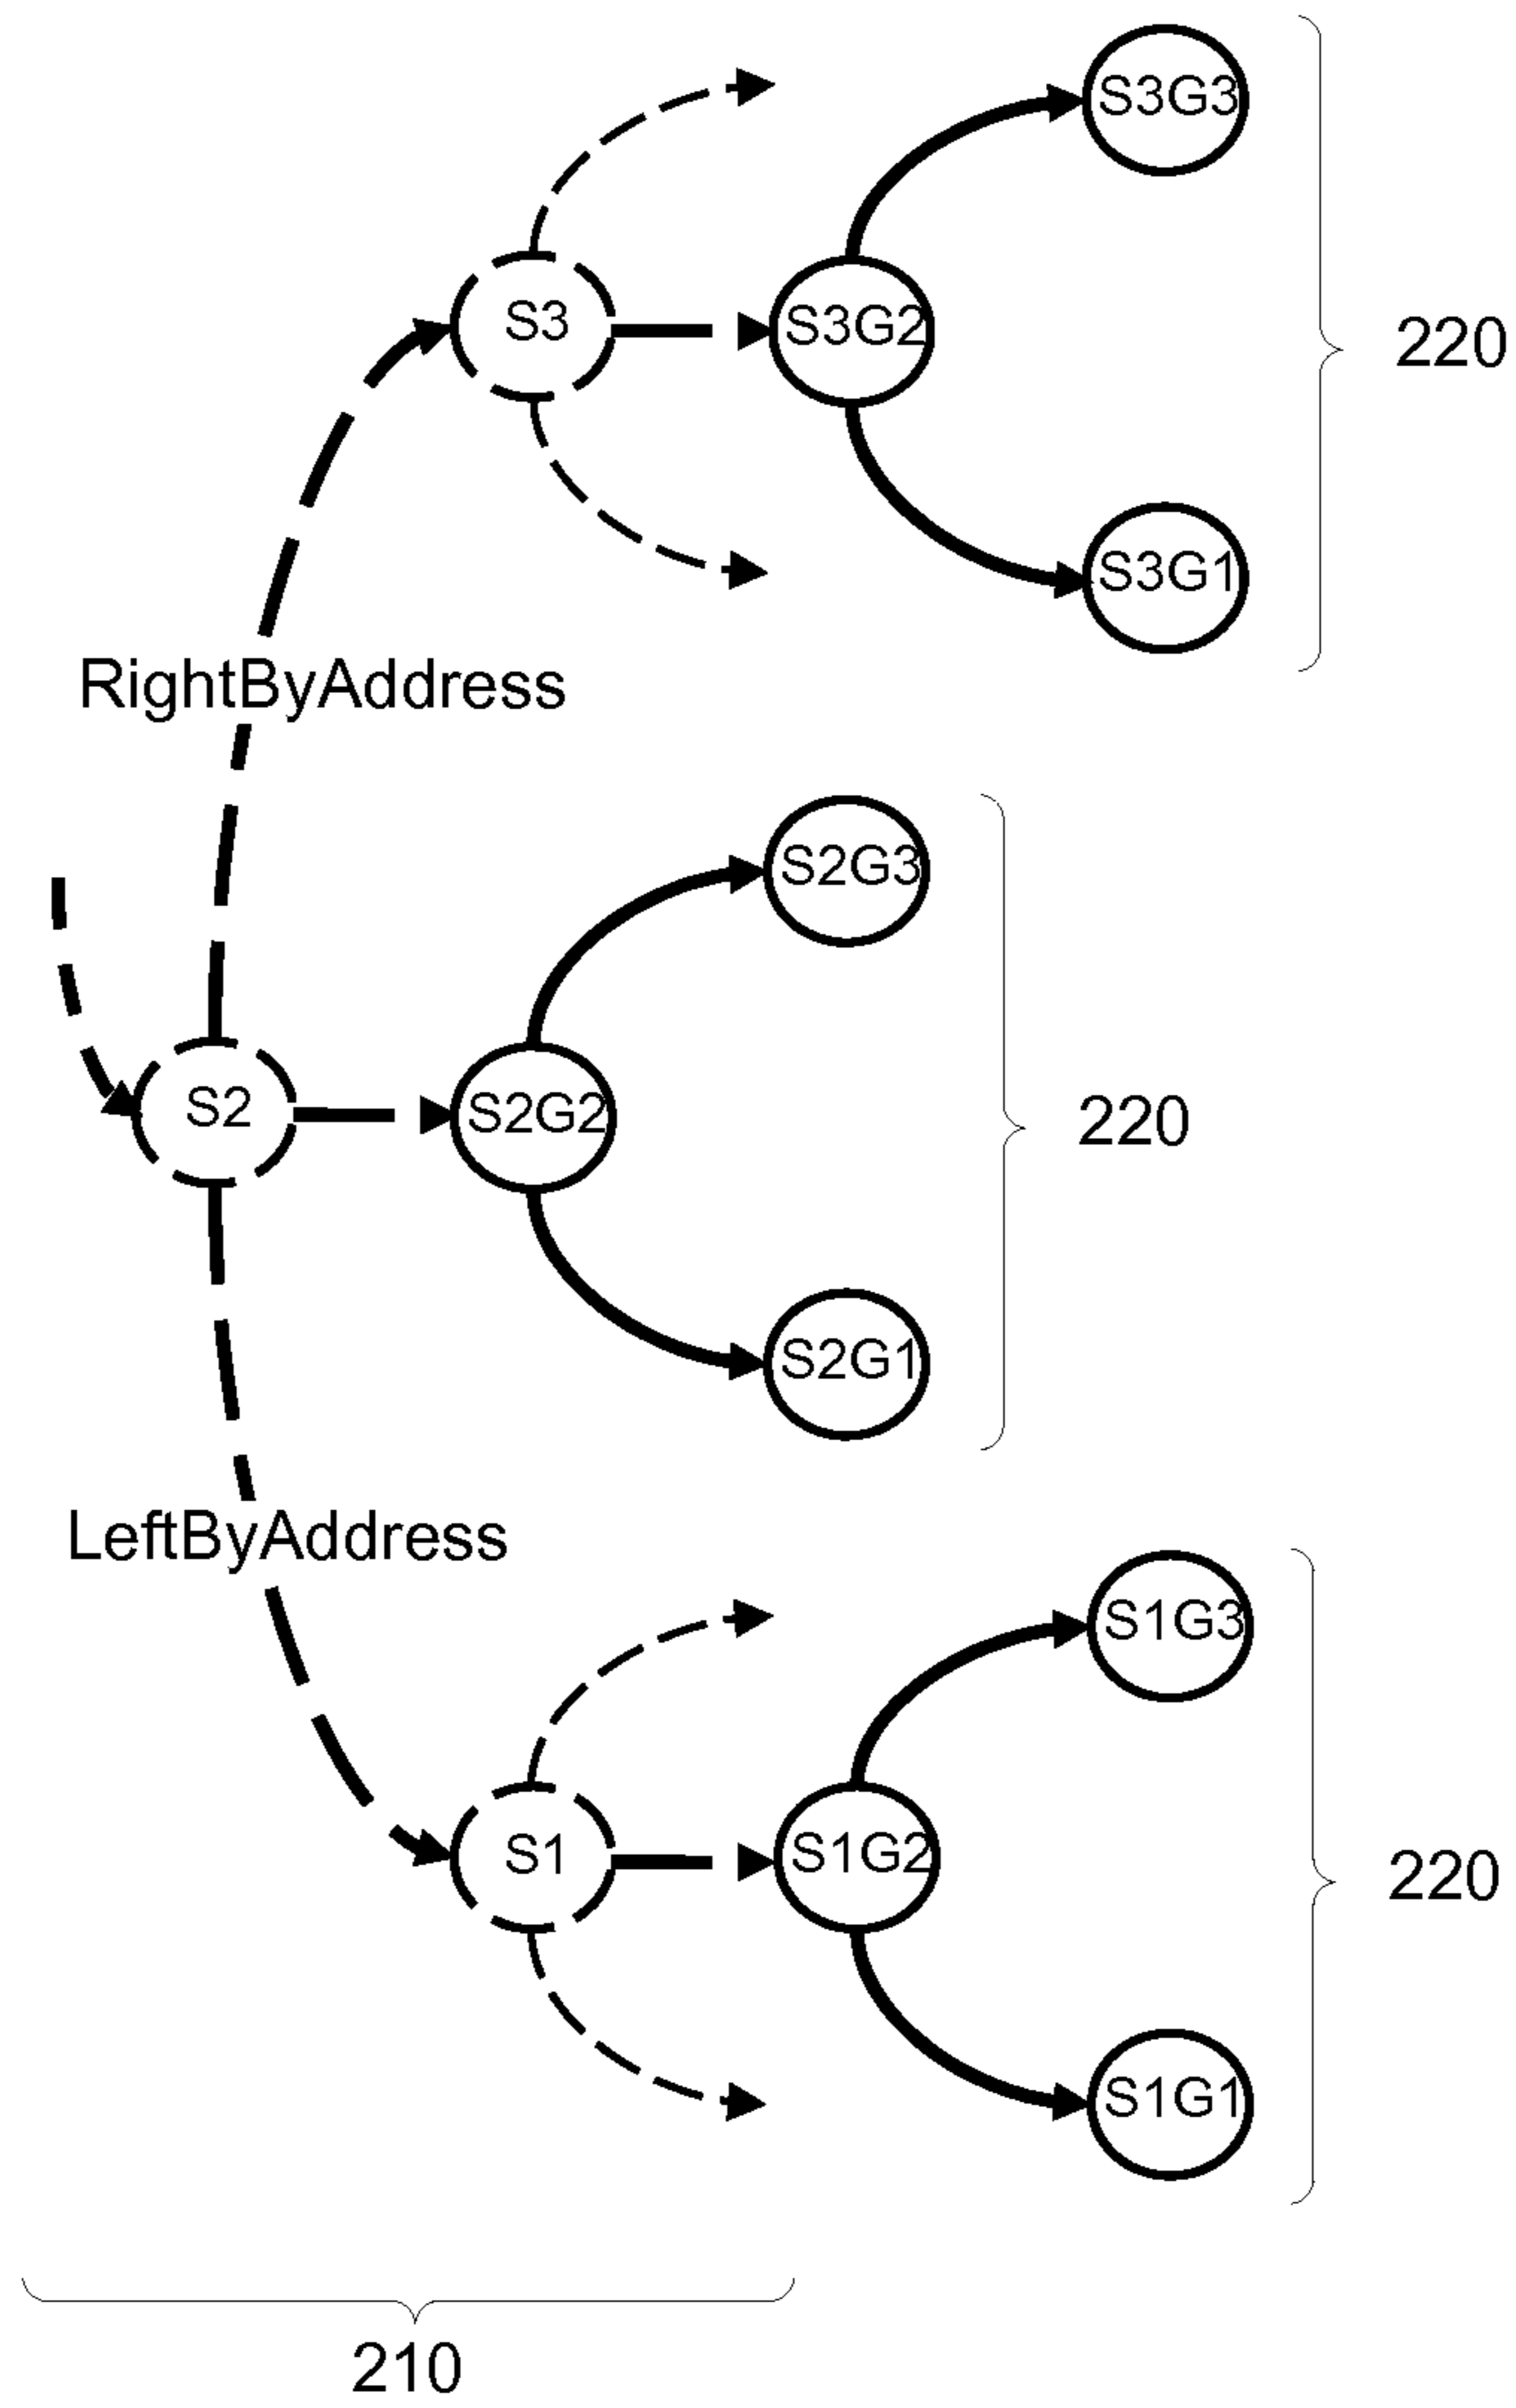 S3G3
S3
S3G2
220
S3G1
RightByAddress
S2G3
S2
S2G2
220
S2G1
LeftByAddress
S1G3
S1
S1G2
220
S1G1
210